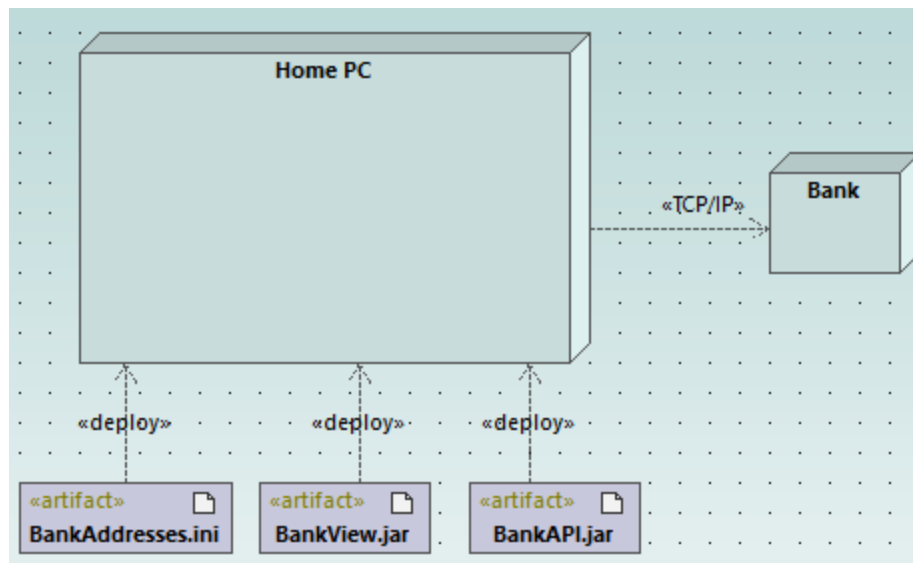 Home PC
Bank
«TCP/IP»
«deploy»
«deploy»
«deploy»
«artifact»
BankAddresses.ini
«artifact»
BankView.jar
«artifact»
BankAPI.jar